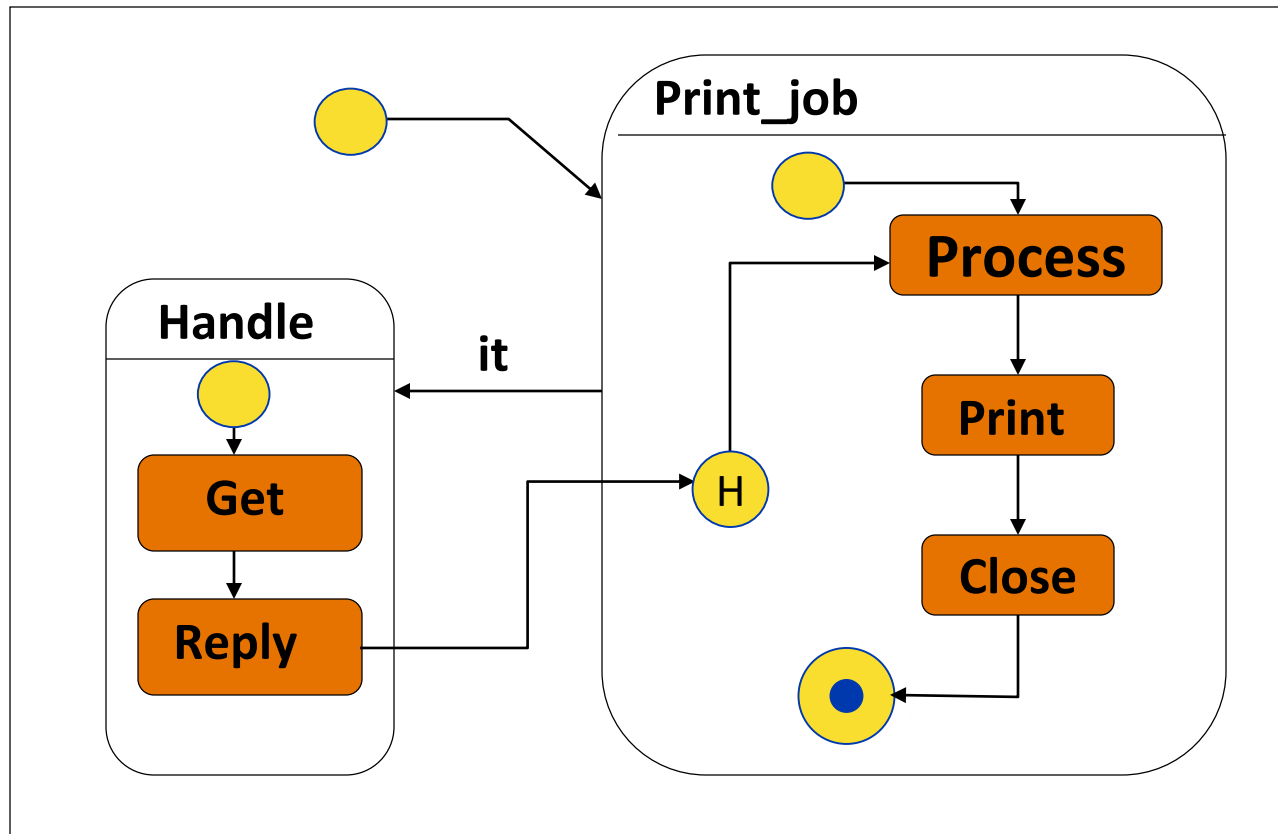 Print_job
Process
Handle
it
Print
Get
H
Close
Reply